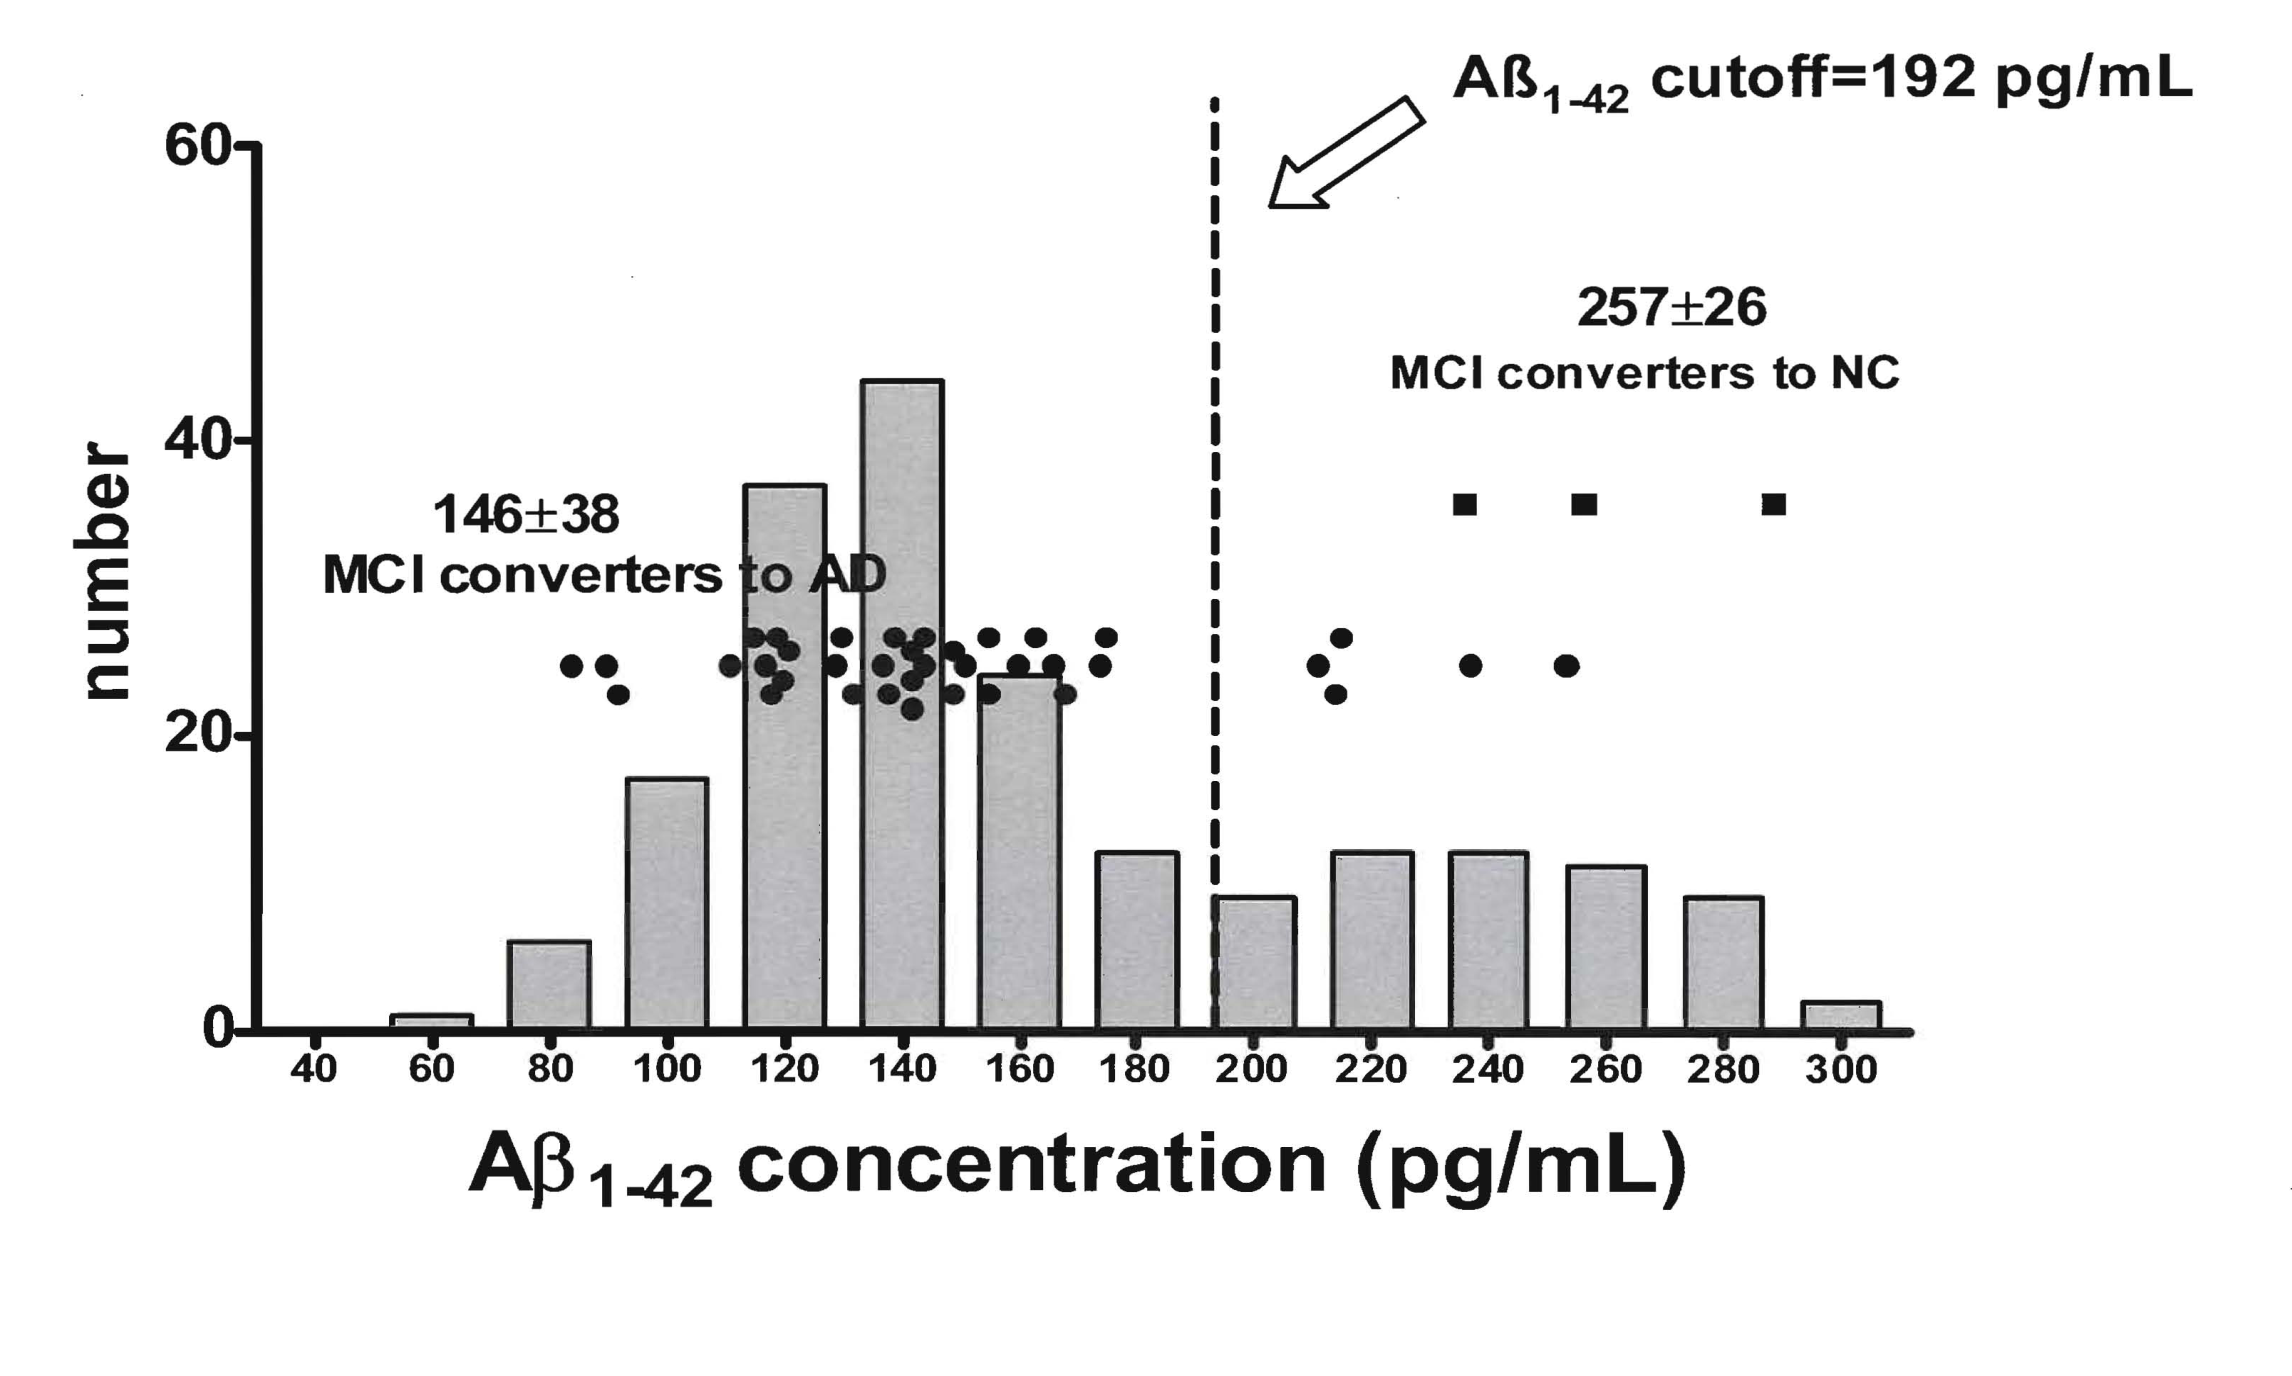 Aß1-42 cutoff=192 pg/mL
60
257±26
MCI converters to NC
40
146±38
MCI converters to AD
number
20
0
40 60 80 100 120 140 160 180 200 220 240 260 280 300
Aβ1-42 concentration (pg/mL)